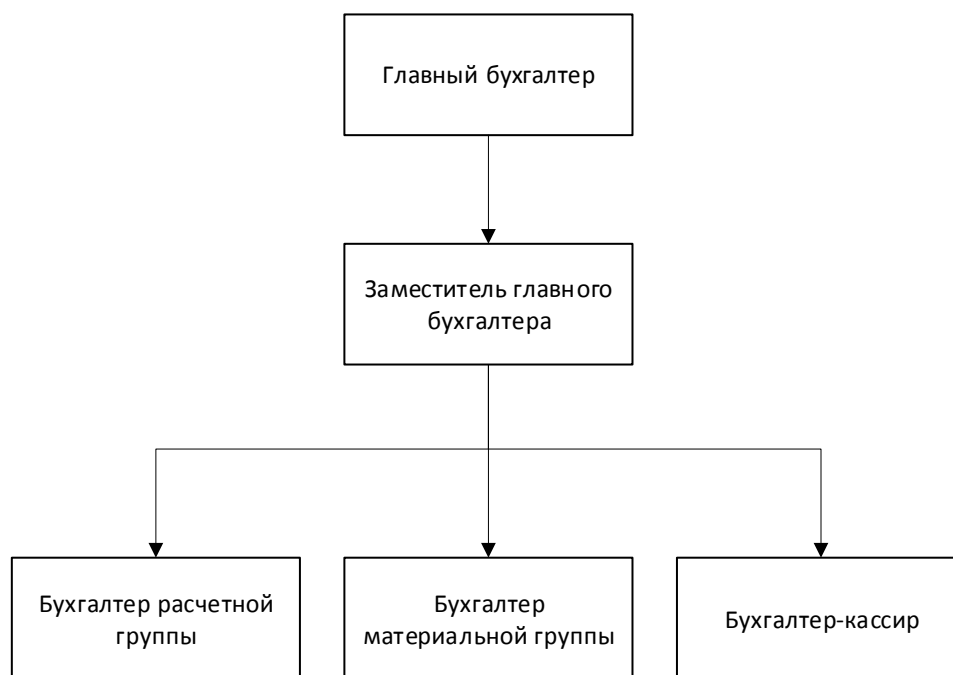 Главный бухгалтер
Заместитель главного
бухгалтера
Бухгалтер расчетной
группы
Бухгалтер
материальной группы
Бухгалтер-кассир